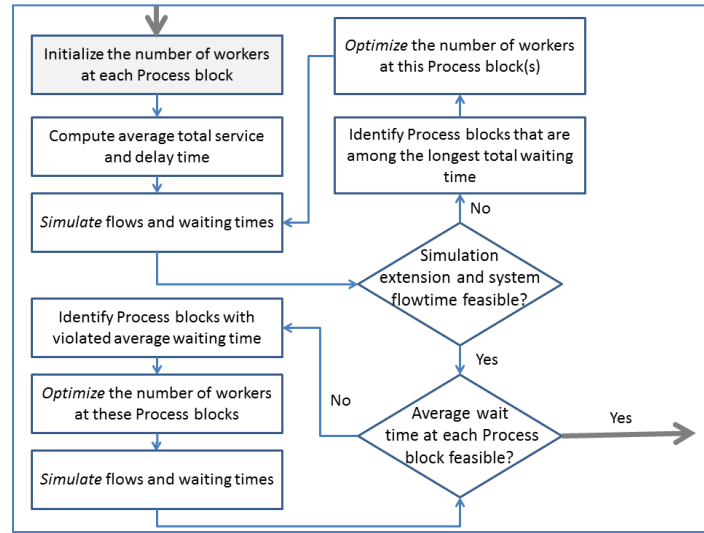 Initialize the number of workers
at each Process block
Compute average total service
and delay time
Simulate flows and waiting times
Optimize the number of workers
at this Process block(s)
Identify Process blocks that are
among the longest total waiting
time
No
Simulation
extension and system
flowtime feasible?
Yes
Identify Process blocks with
violated average waiting time
Optimize the number of workers
at these Process blocks
Simulate flows and waiting times
No
Average wait
time at each Process
block feasible?
Yes